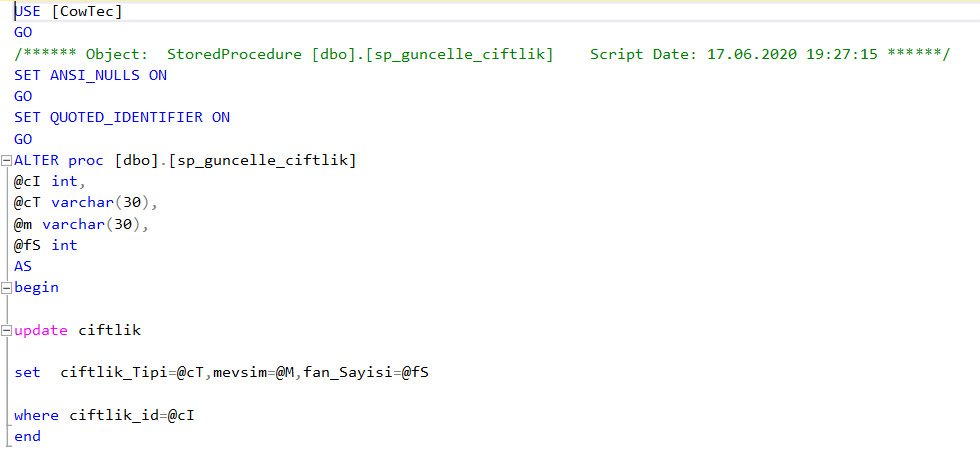 USE [CowTec]
GO
/****** Object:  StoredProcedure [dbo].[sp_guncelle_ciftlik]    Script Date: 17.06.2020 19:27:15 ******/
SET ANSI_NULLS ON
GO
SET QUOTED_IDENTIFIER ON
GO
ALTER proc [dbo].[sp_guncelle_ciftlik]
@cI int,
@cT varchar(30),
@m varchar(30),
@fS int
AS
begin
update ciftlik
set  ciftlik_Tipi=@cT,mevsim=@M,fan_Sayisi=@fS
where ciftlik_id=@cI
end